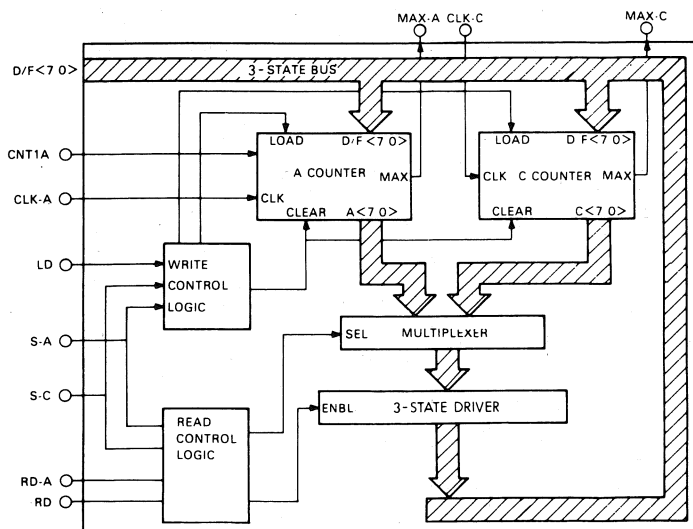 MAX-A CLK-C MAX-C
D/F<7 0> 3-STATE BUS
LOAD D/F<7 0>
LOAD D F<7 0>
CNT1A
A COUNTER MAX
CLK C COUNTER MAX
CLK-A
CLK
CLEAR A<7 0>
CLEAR C<7 0>
LD
WRITE
CONTROL
LOGIC
S-A
SEL MULTIPLEXER
S-C
ENBL 3-STATE DRIVER
READ
CONTROL
LOGIC
RD-A
RD